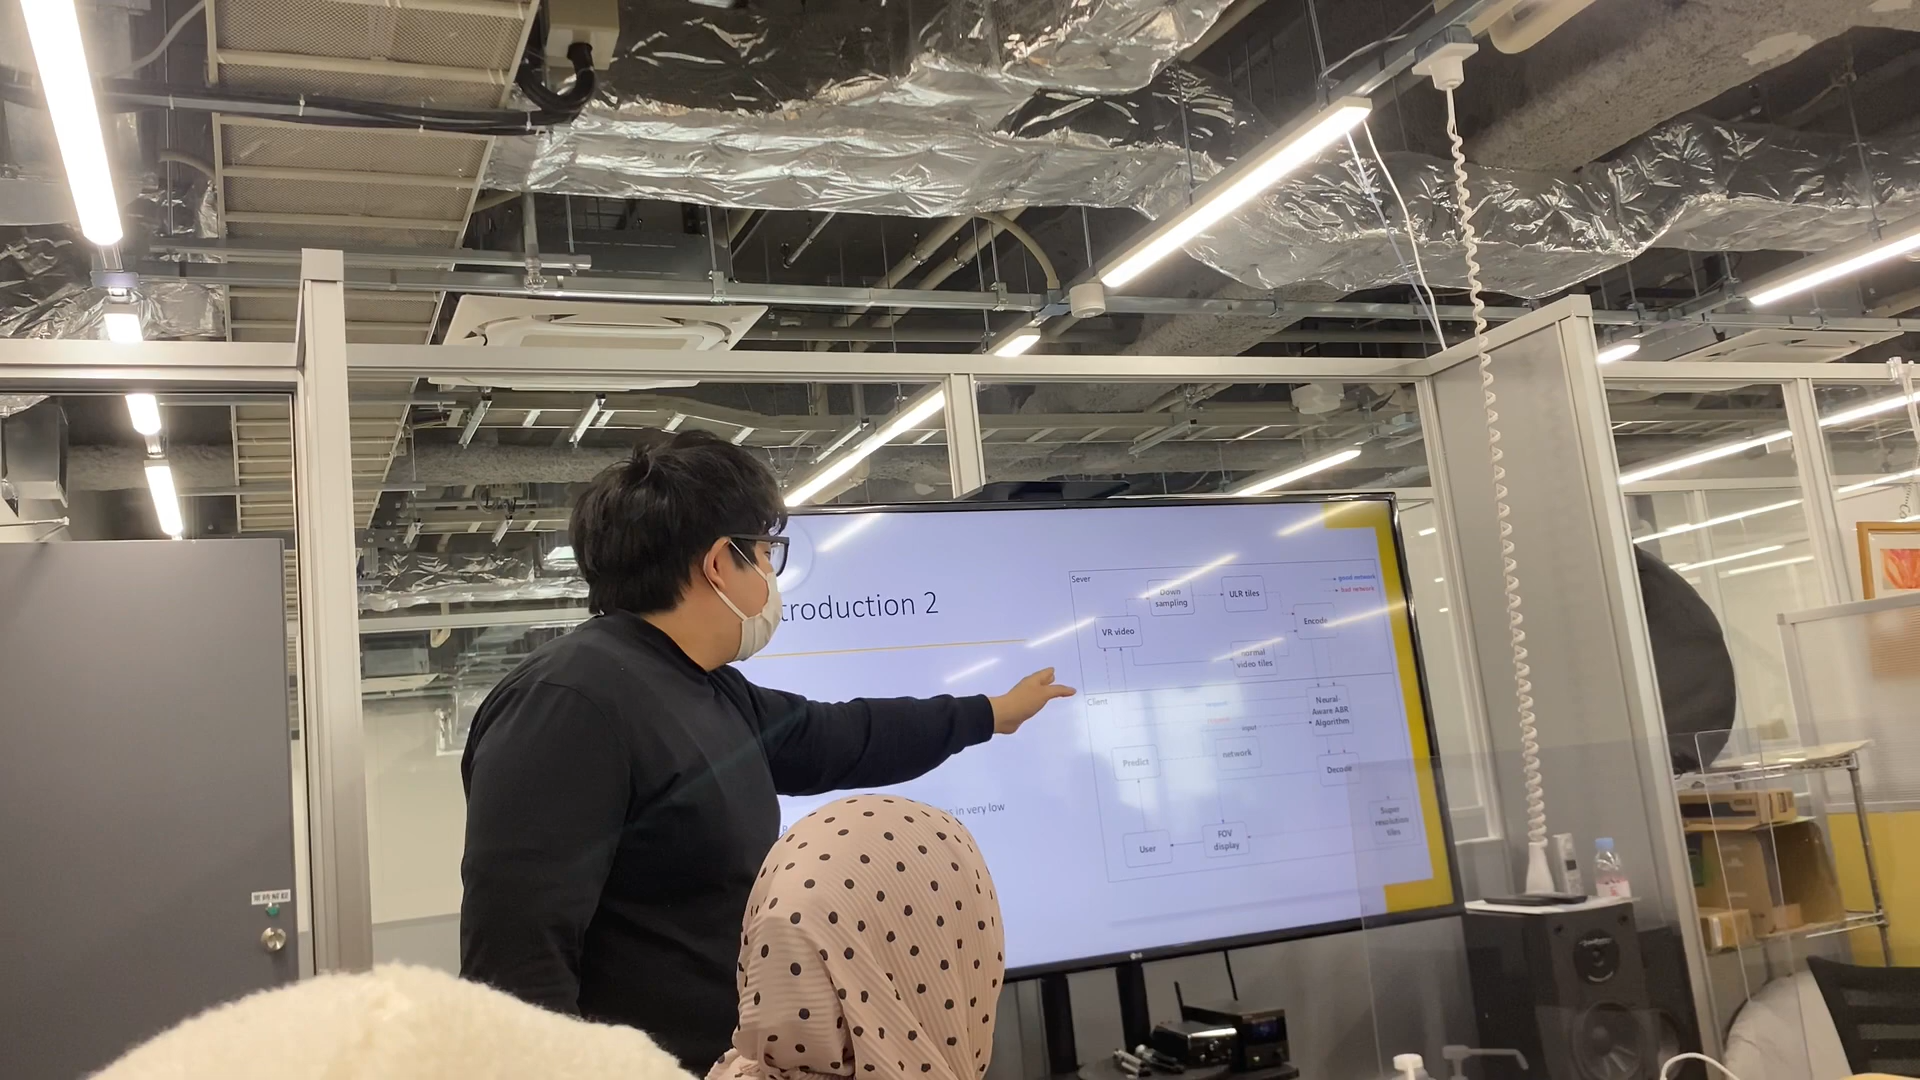 troduction 2
Sever
Down
sampling
ULR tiles
good network
bad network
VR video
Encode
normal
video tiles
Client
Neural-
Aware ABR
Algorithm
input
Predict
network
Decode
in very low
Super
resolution
tiles
User
FOV
display
LG